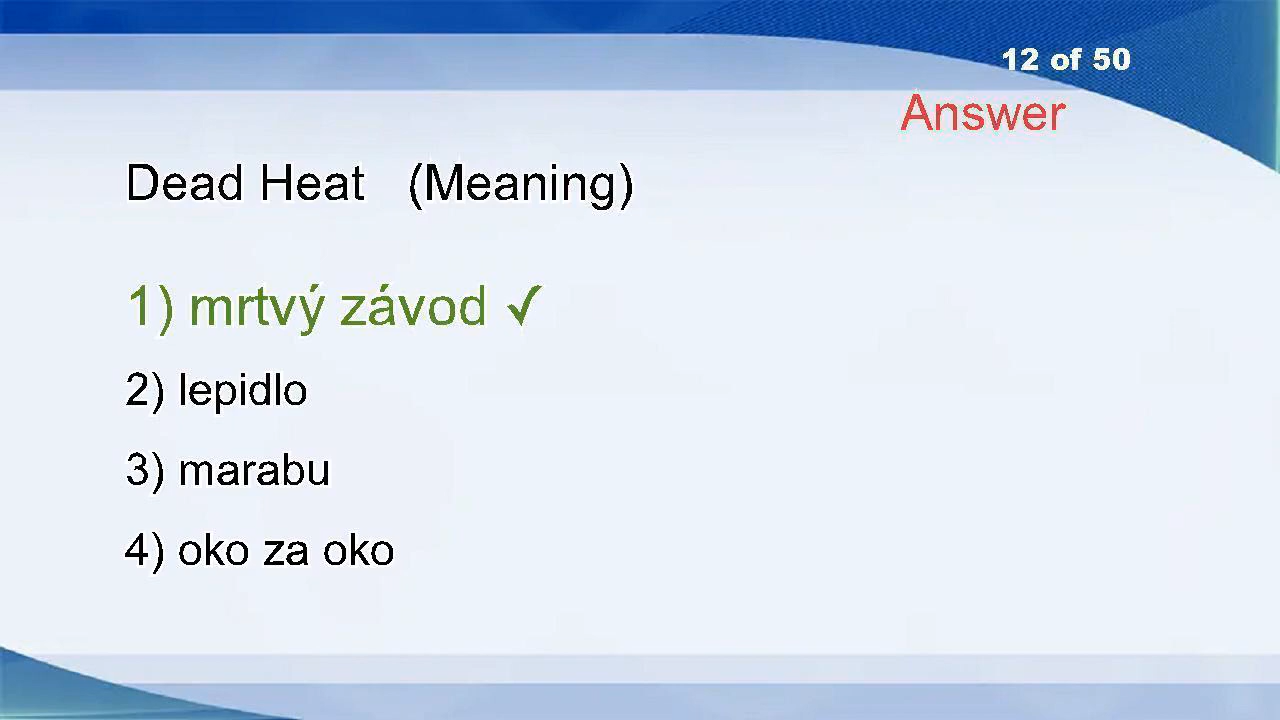 12 of 50
Answer
Dead Heat (Meaning)
1) mrtvý závod ✓
2) lepidlo
3) marabu
4) oko za oko